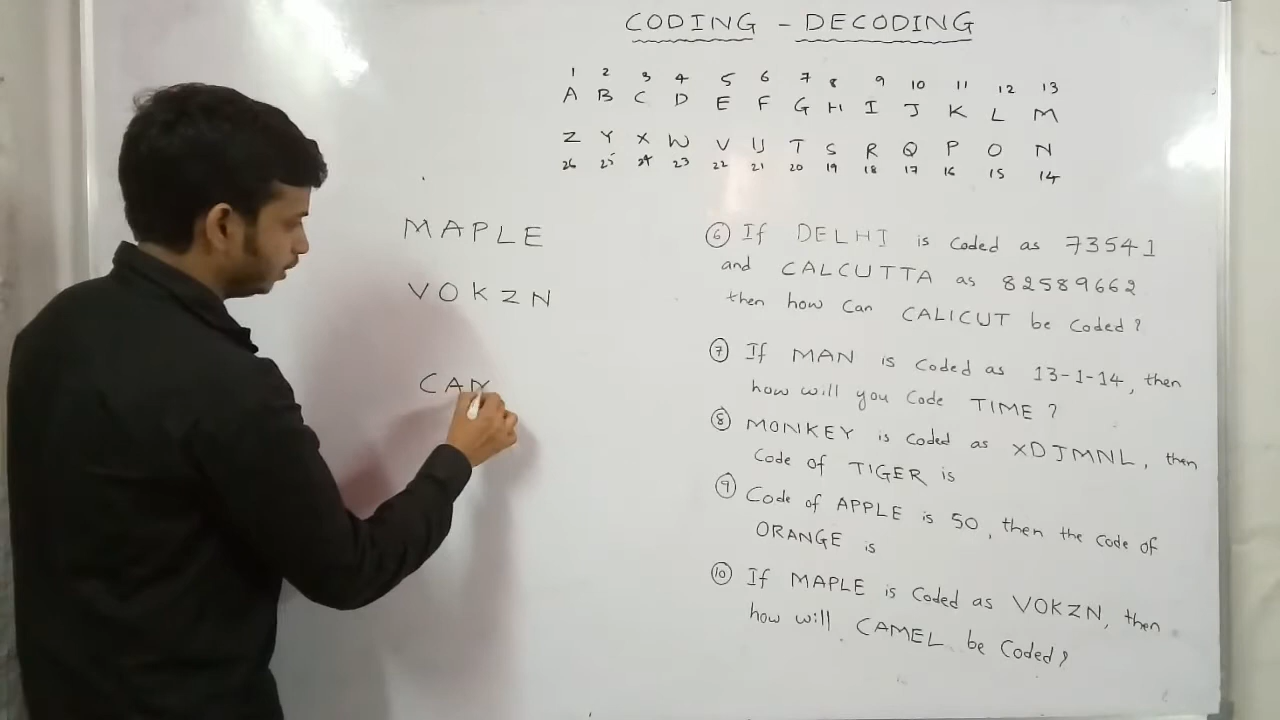 CODING - DECODING
1 2 3 4 5 6 7 8 9 10 11 12 13
A B C D E F G H I J K L M
Z Y X W V U T S R Q P O N
26 25 24 23 22 21 20 19 18 17 16 15 14
MAPLE
VOKZN
CAM
6 If DELHI is coded as 73541
and CALCUTTA as 82589662
then how can CALICUT be coded?
7 If MAN is coded as 13-1-14, then
how will you code TIME ?
8 MONKEY is coded as XDJMNL, then
Code of TIGER is
9 Code of APPLE is 50, then the code of
ORANGE is
10 If MAPLE is coded as VOKZN, then
how will CAMEL be coded?